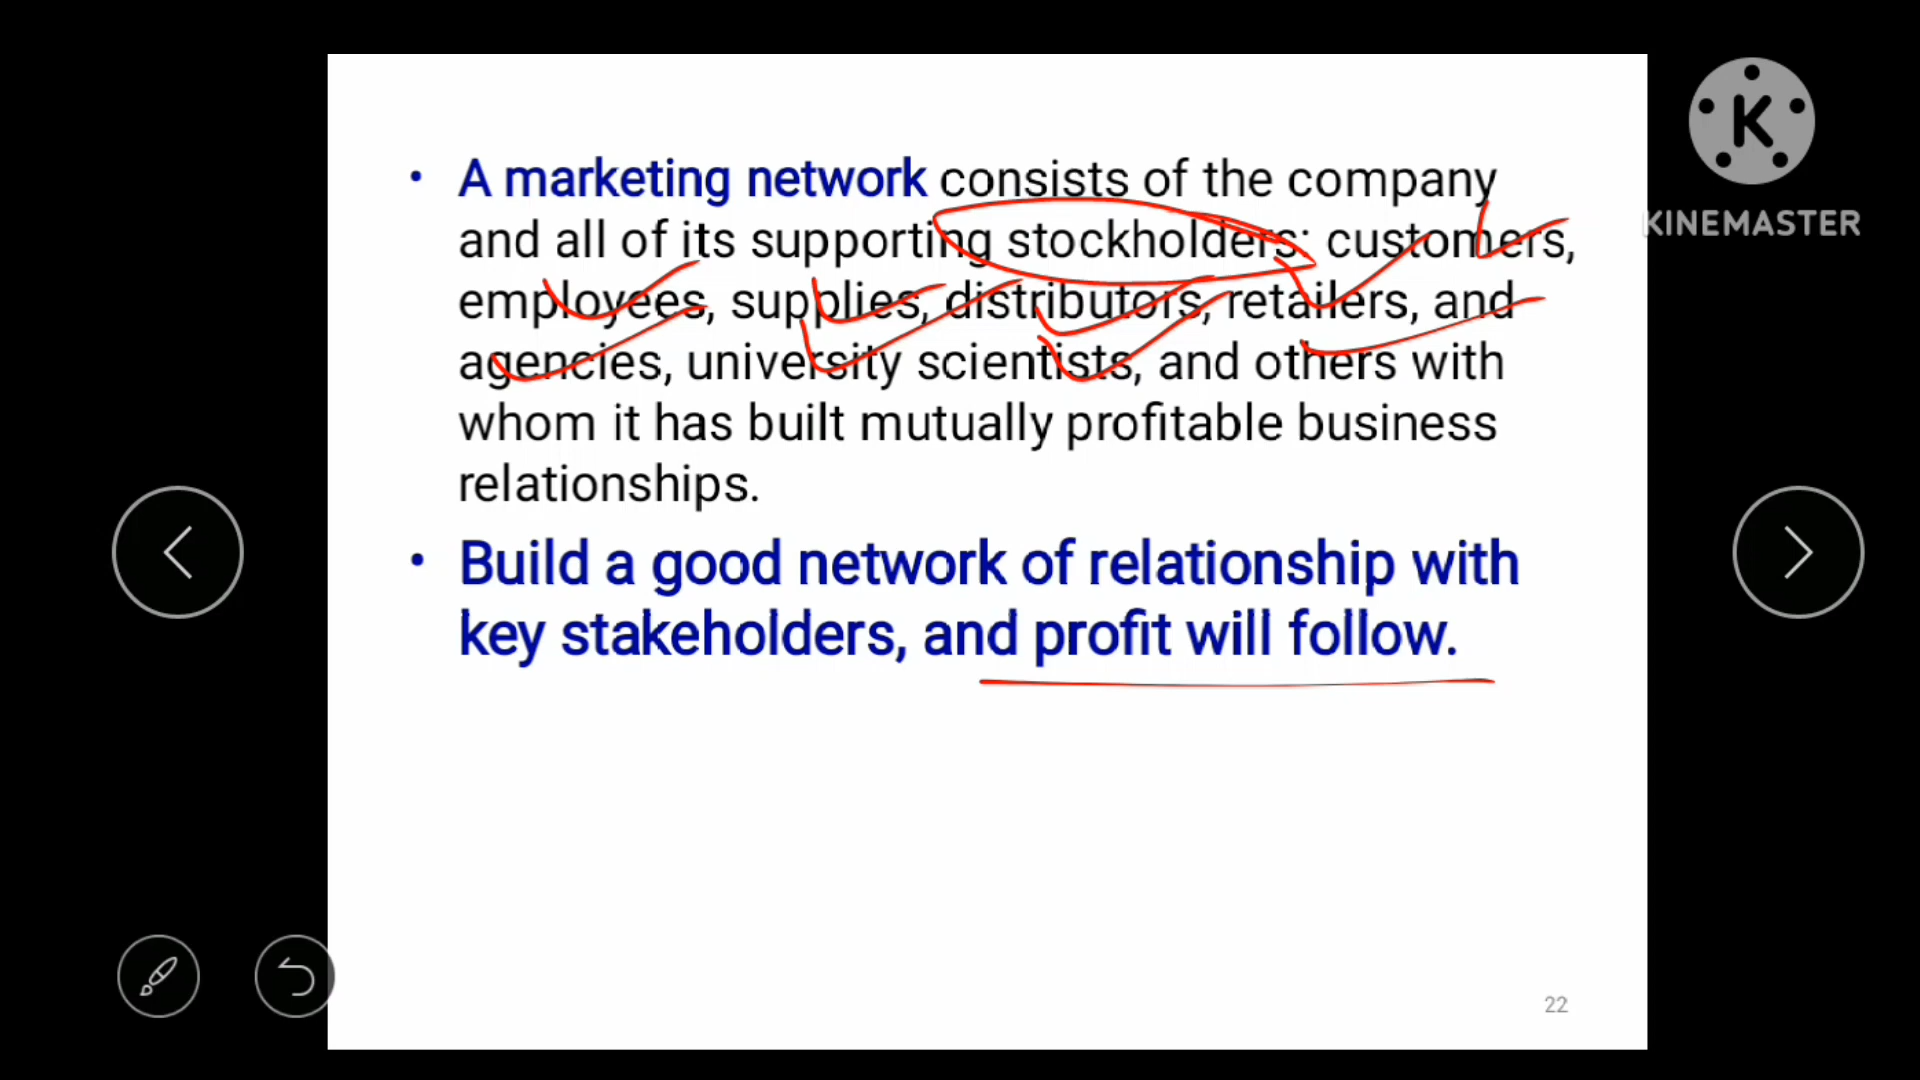 • A marketing network consists of the company
and all of its supporting stockholders: customers,
employees, supplies, distributors, retailers, and
agencies, university scientists, and others with
whom it has built mutually profitable business
relationships.
• Build a good network of relationship with
key stakeholders, and profit will follow.
22
K
KINEMASTER